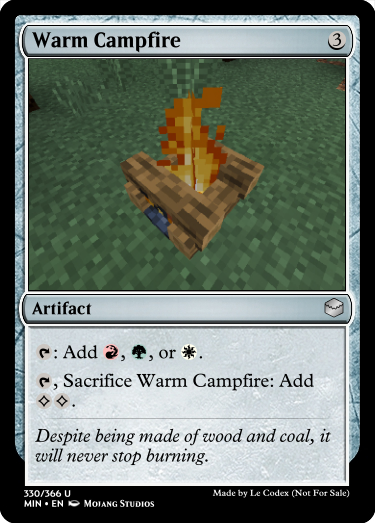 Warm Campfire 3
Artifact
: Add , , or .
, Sacrifice Warm Campfire: Add
.
Despite being made of wood and coal, it
will never stop burning.
330/366 U
MIN • EN Mojang Studios
Made by Le Codex (Not For Sale)